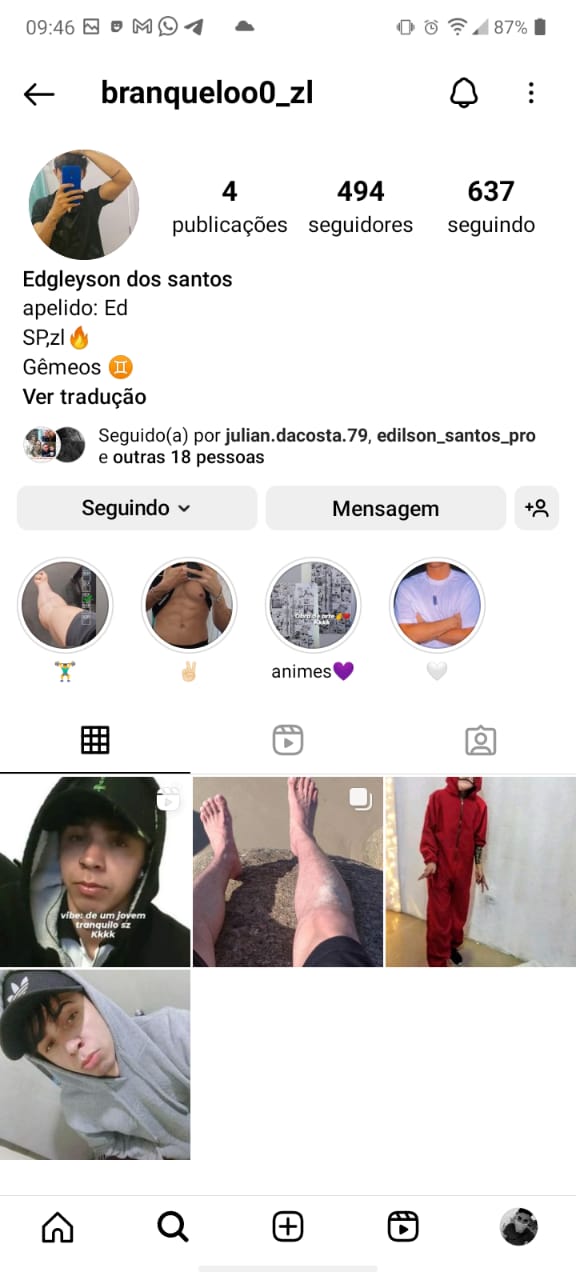 09:46
87%
branqueloo0_zl
4
494
637
publicações
seguidores
seguindo
Edgleyson dos santos
apelido: Ed
SP,zl🔥
Gêmeos ♊
Ver tradução
Seguido(a) por julian.dacosta.79, edilson_santos_pro
e outras 18 pessoas
Seguindo
Mensagem
animes💜
vibe: de um jovem
tranquilo sz
Kkkk